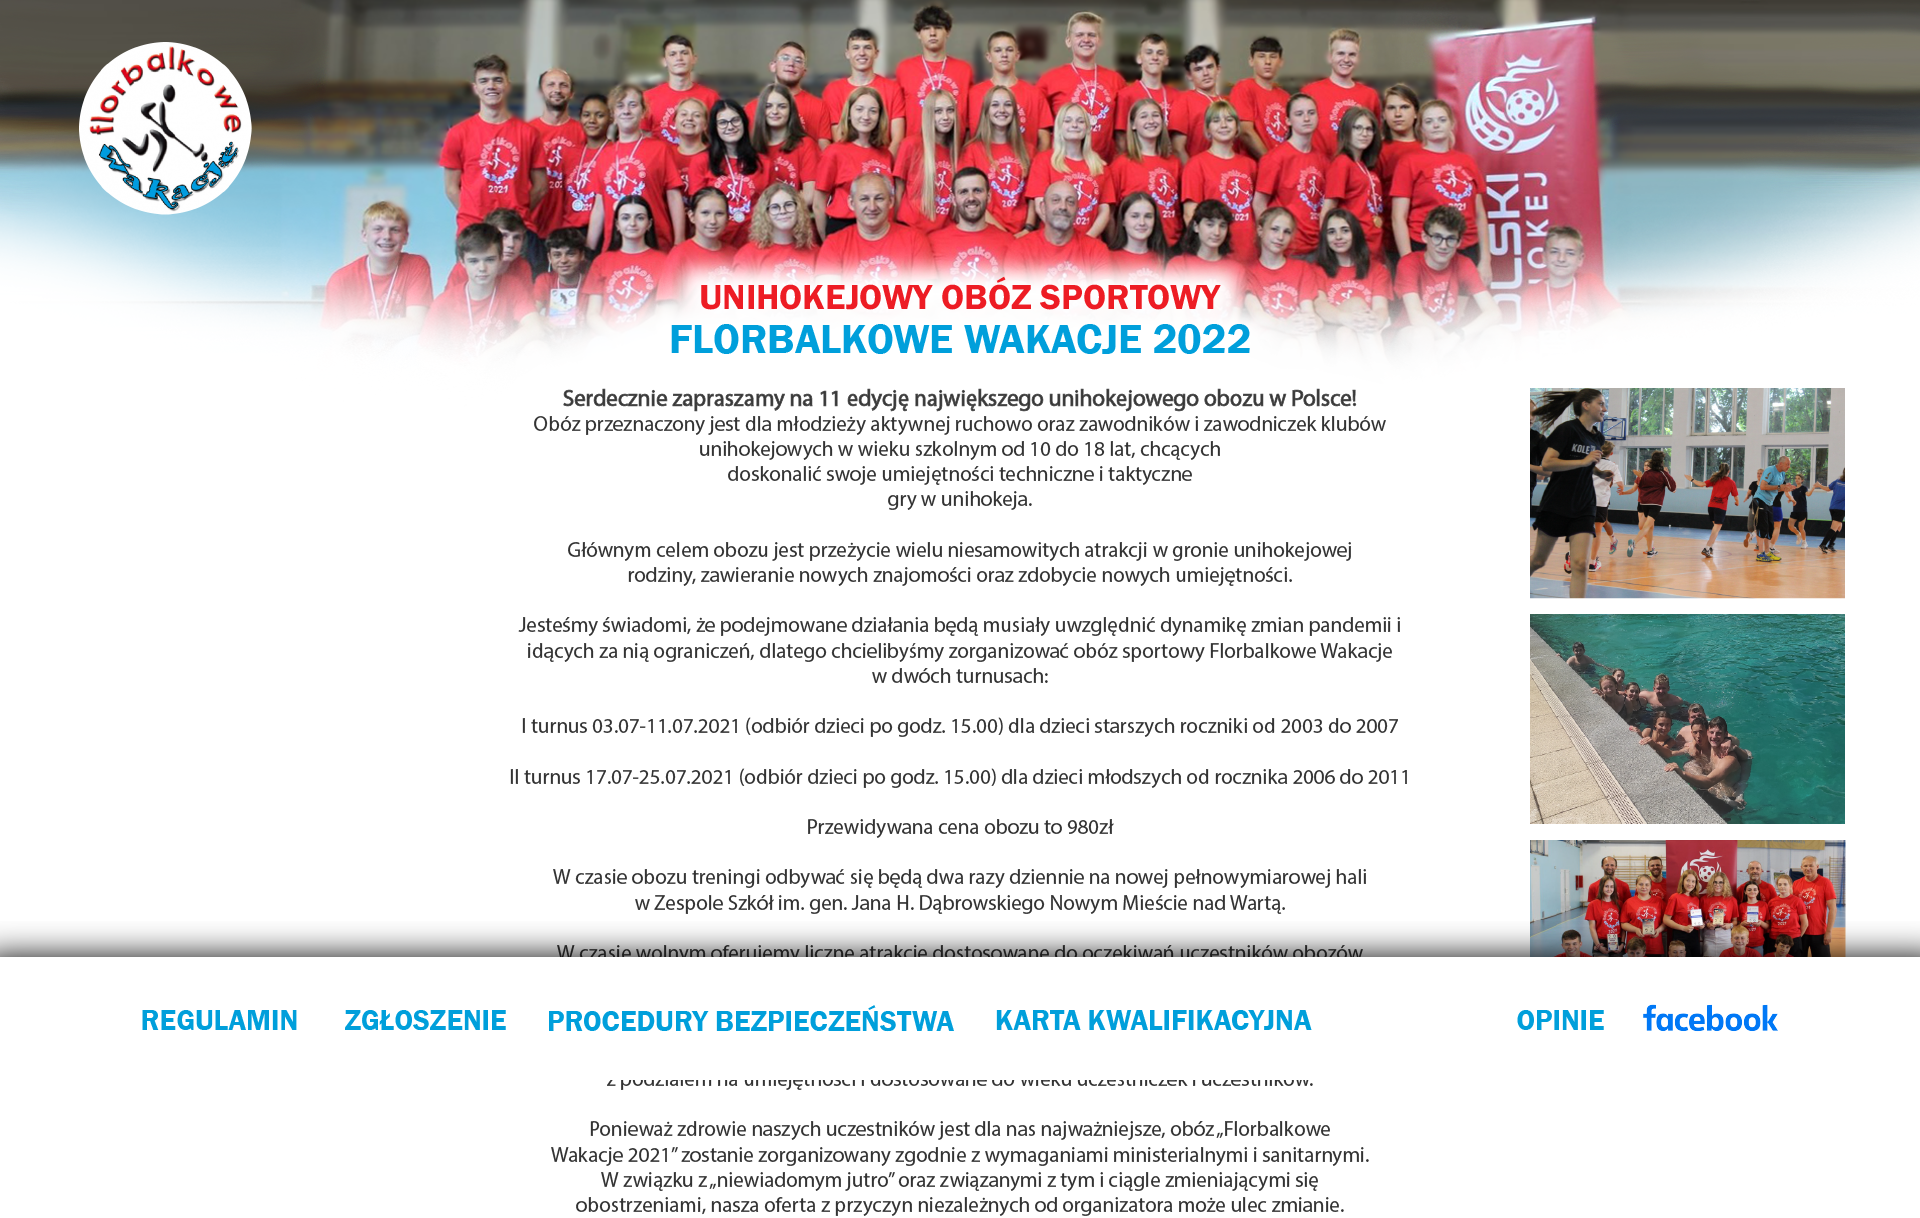 florbalkowe
wakacje
2021
2021
2021
2021
POLSKI
UNIHOKEJOWY OBÓZ SPORTOWY
FLORBALKOWE WAKACJE 2022
Serdecznie zapraszamy na 11 edycję największego unihokejowego obozu w Polsce!
Obóz przeznaczony jest dla młodzieży aktywnej ruchowo oraz zawodników i zawodniczek klubów
unihokejowych w wieku szkolnym od 10 do 18 lat, chcących
doskonalić swoje umiejętności techniczne i taktyczne
gry w unihokeja.
Głównym celem obozu jest przeżycie wielu niesamowitych atrakcji w gronie unihokejowej
rodziny, zawieranie nowych znajomości oraz zdobycie nowych umiejętności.
Jesteśmy świadomi, że podejmowane działania będą musiały uwzględnić dynamikę zmian pandemii i
idących za nią ograniczeń, dlatego chcielibyśmy zorganizować obóz sportowy Florbalkowe Wakacje
w dwóch turnusach:
I turnus 03.07-11.07.2021 (odbiór dzieci po godz. 15.00) dla dzieci starszych roczniki od 2003 do 2007
II turnus 17.07-25.07.2021 (odbiór dzieci po godz. 15.00) dla dzieci młodszych od rocznika 2006 do 2011
Przewidywana cena obozu to 980zł
W czasie obozu treningi odbywać się będą dwa razy dziennie na nowej pełnowymiarowej hali
w Zespole Szkół im. gen. Jana H. Dąbrowskiego Nowym Mieście nad Wartą.
W czasie wolnym oferujemy liczne atrakcje dostosowane do oczekiwań uczestników obozów
REGULAMIN ZGŁOSZENIE PROCEDURY BEZPIECZEŃSTWA KARTA KWALIFIKACYJNA OPINIE facebook
z podziałem na umiejętności i dostosowane do wieku uczestniczek i uczestników.
Ponieważ zdrowie naszych uczestników jest dla nas najważniejsze, obóz „Florbalkowe
Wakacje 2021” zostanie zorganizowany zgodnie z wymaganiami ministerialnymi i sanitarnymi.
W związku z „niewiadomym jutro” oraz związanymi z tym i ciągle zmieniającymi się
obostrzeniami, nasza oferta z przyczyn niezależnych od organizatora może ulec zmianie.